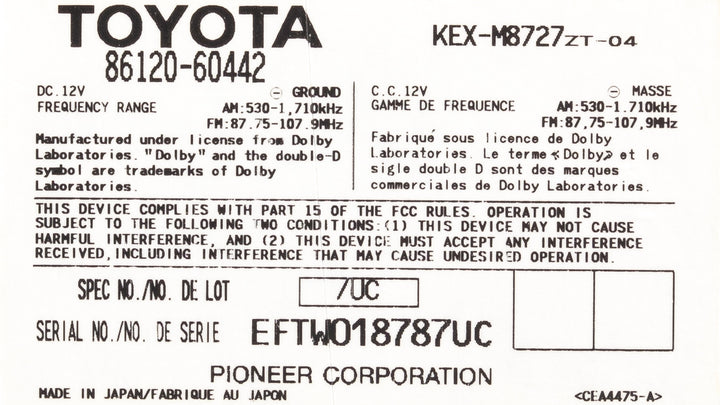 TOYOTA
86120-60442
KEX-M8727ZT-04
DC.12V ⊖ GROUND
FREQUENCY RANGE AM:530-1,710kHz
FM:87.75-107.9MHz
Manufactured under license from Dolby
Laboratories. "Dolby" and the double-D
symbol are trademarks of Dolby
Laboratories.
C.C.12V ⊖ MASSE
GAMME DE FREQUENCE AM:530-1.710kHz
FM:87,75-107,9MHz
Fabriqué sous licence de Dolby
Laboratories. Le terme «Dolby» et le
sigle double D sont des marques
commerciales de Dolby Laboratories.
THIS DEVICE COMPLIES WITH PART 15 OF THE FCC RULES. OPERATION IS
SUBJECT TO THE FOLLOWING TWO CONDITIONS:(1) THIS DEVICE MAY NOT CAUSE
HARMFUL INTERFERENCE, AND (2) THIS DEVICE MUST ACCEPT ANY INTERFERENCE
RECEIVED, INCLUDING INTERFERENCE THAT MAY CAUSE UNDESIRED OPERATION.
SPEC NO./NO. DE LOT /UC
SERIAL NO./NO. DE SERIE EFTW018787UC
PIONEER CORPORATION
MADE IN JAPAN/FABRIQUE AU JAPON <CEA4475-A>